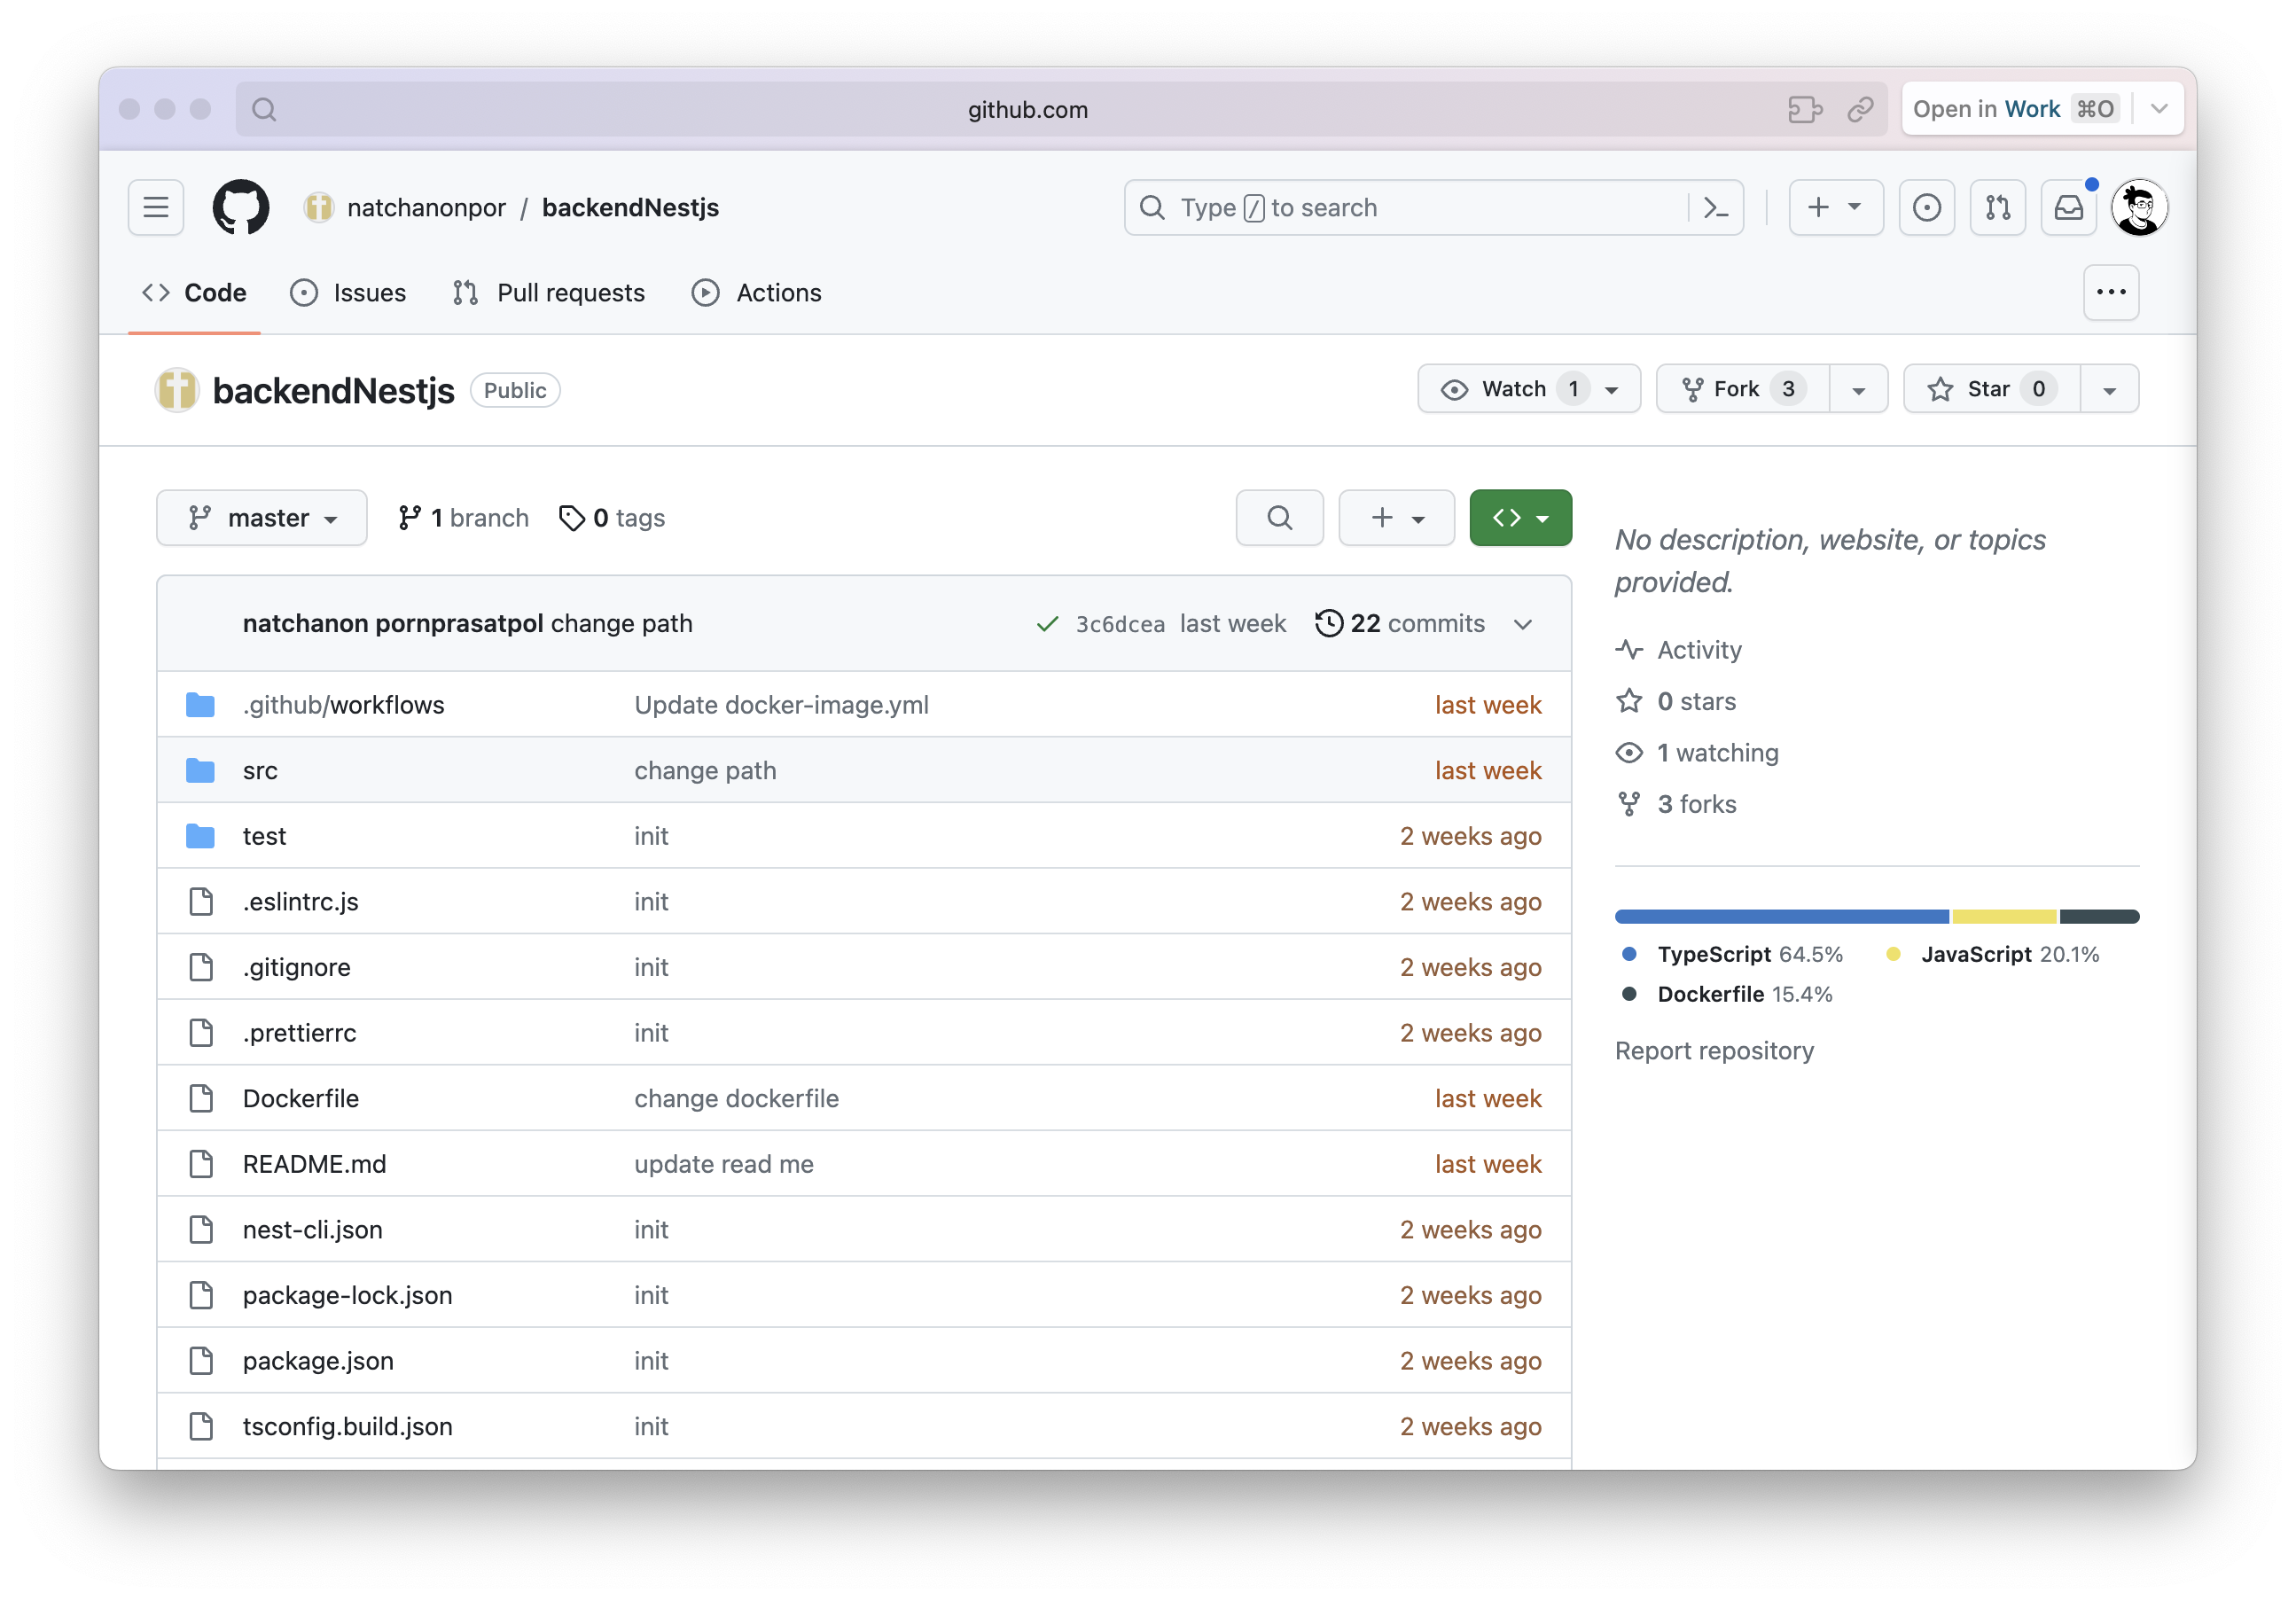 github.com
Open in Work ⌘O
natchanonpor / backendNestjs
Type / to search
Code Issues Pull requests Actions
backendNestjs Public
Watch 1 Fork 3 Star 0
master 1 branch 0 tags
natchanon pornprasatpol change path 3c6dcea last week 22 commits
.github/workflows Update docker-image.yml last week
src change path last week
test init 2 weeks ago
.eslintrc.js init 2 weeks ago
.gitignore init 2 weeks ago
.prettierrc init 2 weeks ago
Dockerfile change dockerfile last week
README.md update read me last week
nest-cli.json init 2 weeks ago
package-lock.json init 2 weeks ago
package.json init 2 weeks ago
tsconfig.build.json init 2 weeks ago
No description, website, or topics
provided.
Activity
0 stars
1 watching
3 forks
TypeScript 64.5% JavaScript 20.1%
Dockerfile 15.4%
Report repository